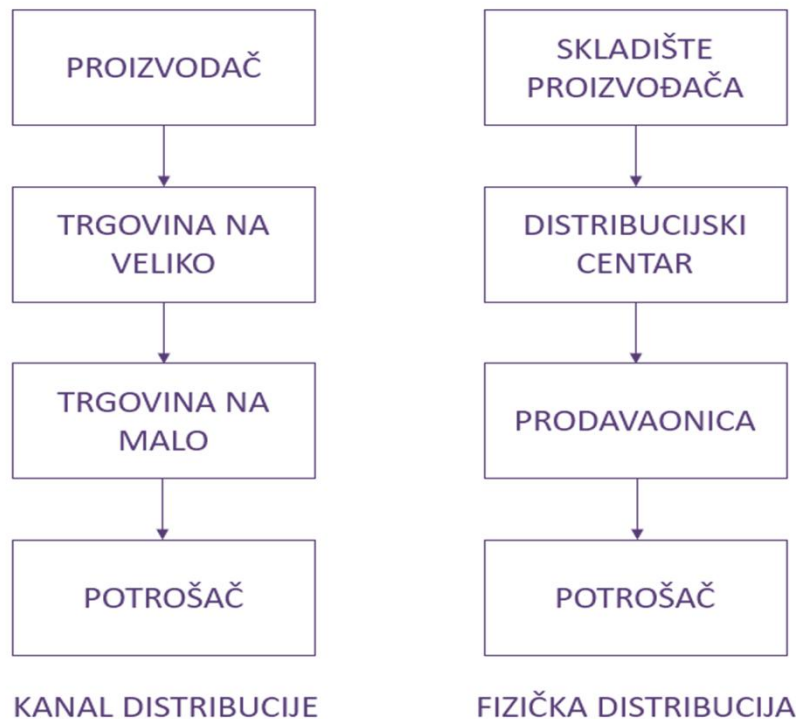 PROIZVODAČ
TRGOVINA NA
VELIKO
TRGOVINA NA
MALO
POTROŠAČ
KANAL DISTRIBUCIJE
SKLADIŠTE
PROIZVOĐAČA
DISTRIBUCIJSKI
CENTAR
PRODAVAONICA
POTROŠAČ
FIZIČKA DISTRIBUCIJA